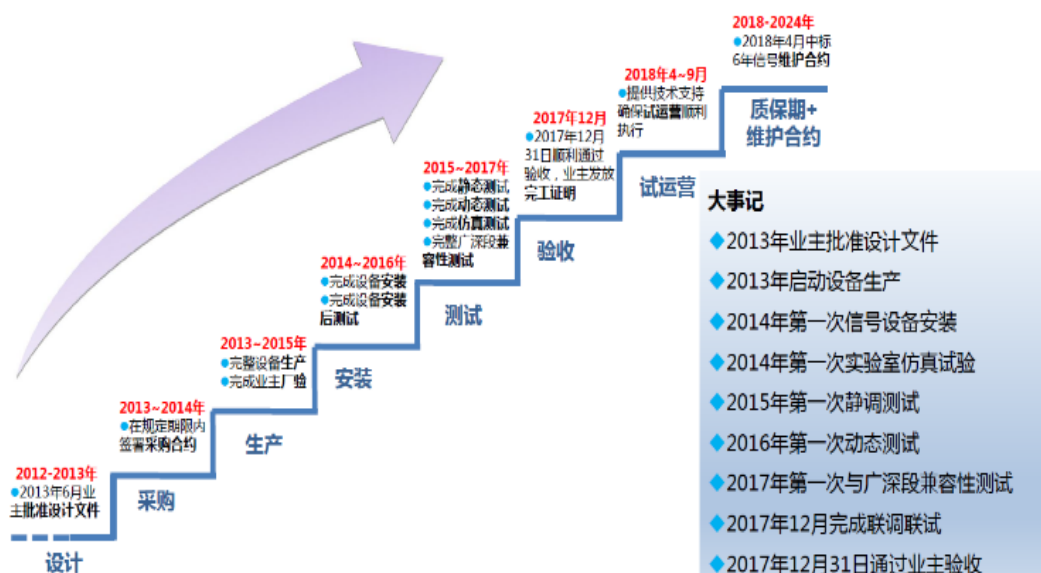 2012-2013年
●2013年6月业
主批准设计文件
设计
2013~2014年
●在规定期限内
签署采购合约
采购
2013~2015年
●完整设备生产
●完成业主厂验
生产
2014~2016年
●完成设备安装
●完成设备安装
后测试
安装
2015~2017年
●完成静态测试
●完成动态测试
●完成仿真测试
●完整广深段兼
容性测试
测试
2017年12月
●2017年12月
31日顺利通过
验收，业主发放
完工证明
验收
2018年4~9月
●提供技术支持
确保试运营顺利
执行
试运营
2018-2024年
●2018年4月中标
6年信号维护合约
质保期+
维护合约
大事记
◆2013年业主批准设计文件
◆2013年启动设备生产
◆2014年第一次信号设备安装
◆2014年第一次实验室仿真试验
◆2015年第一次静调测试
◆2016年第一次动态测试
◆2017年第一次与广深段兼容性测试
◆2017年12月完成联调联试
◆2017年12月31日通过业主验收